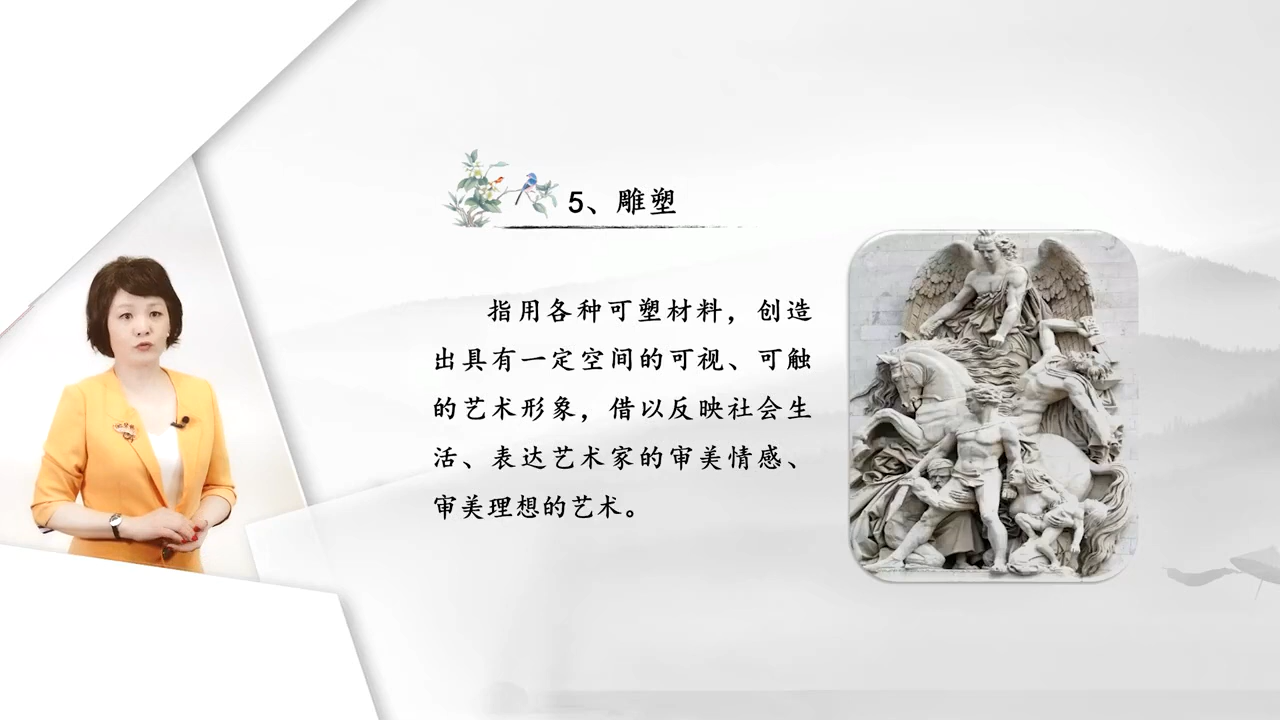 5、雕塑
指用各种可塑材料，创造
出具有一定空间的可视、可触
的艺术形象，借以反映社会生
活、表达艺术家的审美情感、
审美理想的艺术。